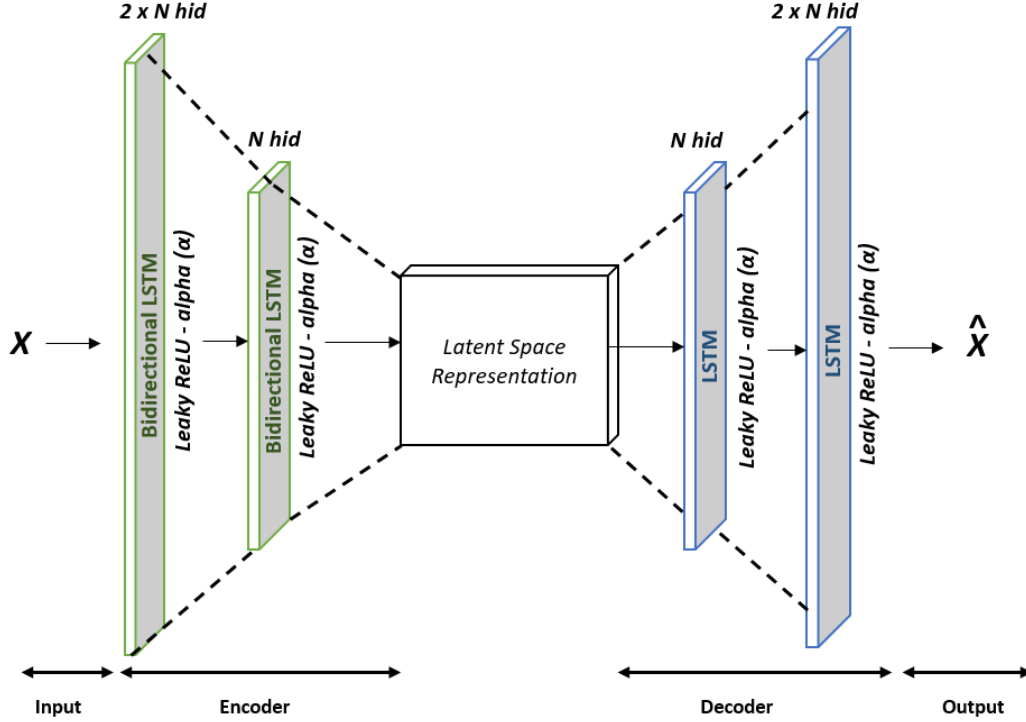 2 x N hid
2 x N hid
N hid
N hid
X
Bidirectional LSTM
Leaky ReLU - alpha (α)
Bidirectional LSTM
Leaky ReLU - alpha (α)
Latent Space
Representation
LSTM
Leaky ReLU - alpha (α)
LSTM
Leaky ReLU - alpha (α)
X̂
Input
Encoder
Decoder
Output